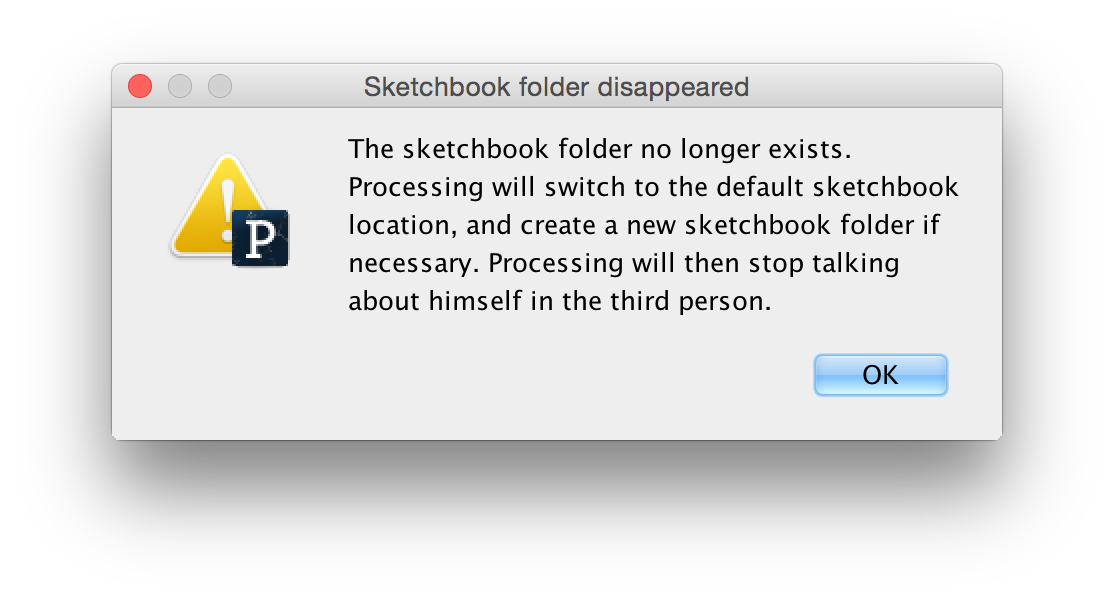 Sketchbook folder disappeared
The sketchbook folder no longer exists.
Processing will switch to the default sketchbook
location, and create a new sketchbook folder if
necessary. Processing will then stop talking
about himself in the third person.
P
OK